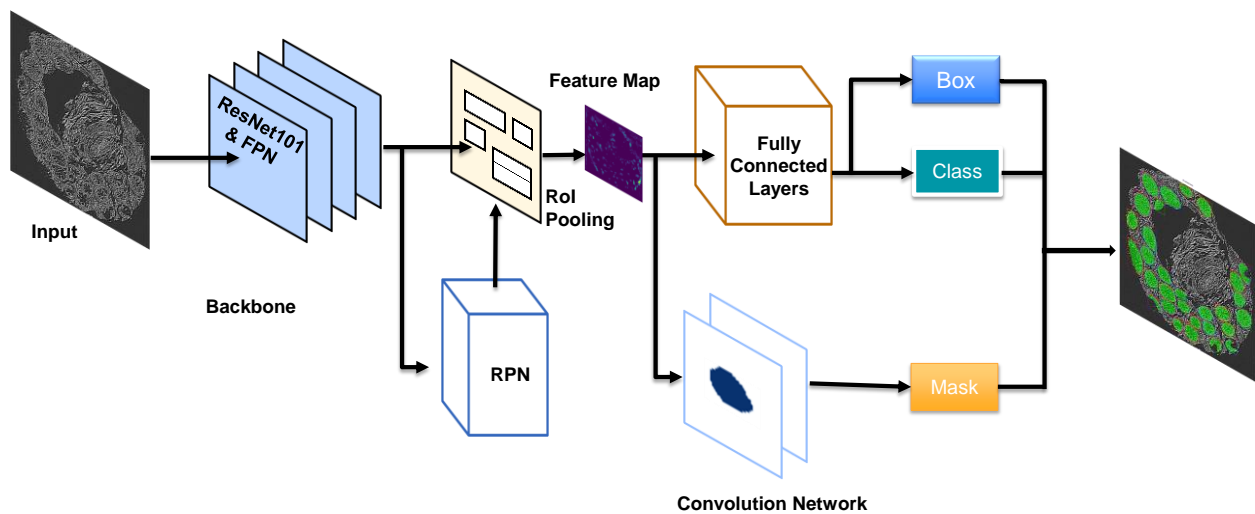 Input
ResNet101
& FPN
Backbone
RoI
Pooling
RPN
Feature Map
Fully
Connected
Layers
Convolution Network
Box
Class
Mask